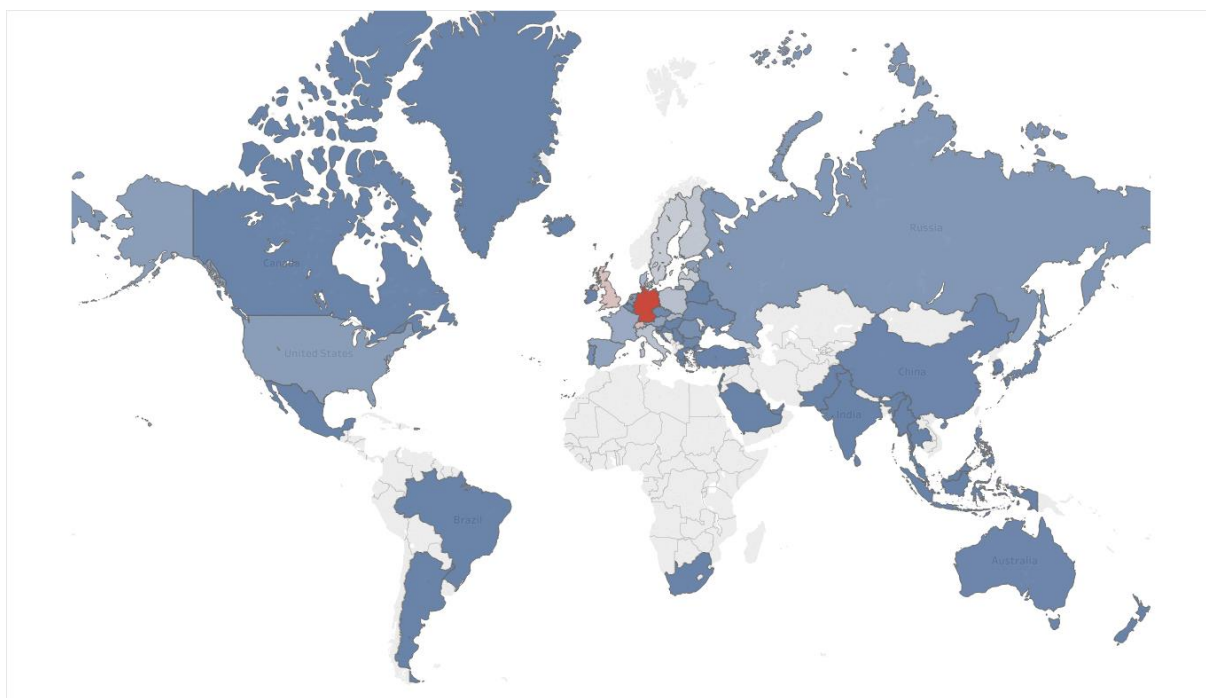 Russia
Canada
United States
China
India
Brazil
Australia